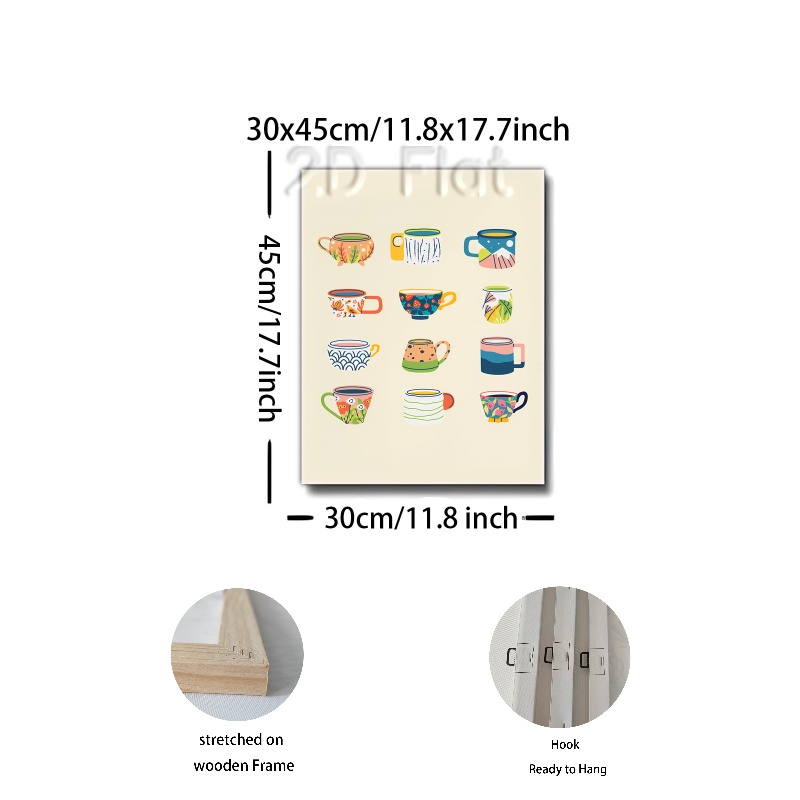 30x45cm/11.8x17.7inch
2D Flat
45cm/17.7inch
30cm/11.8 inch
stretched on
wooden Frame
Hook
Ready to Hang